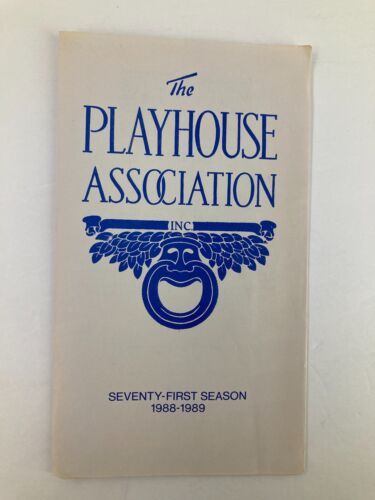 The
PLAYHOUSE
ASSOCIATION
INC.
SEVENTY-FIRST SEASON
1988-1989